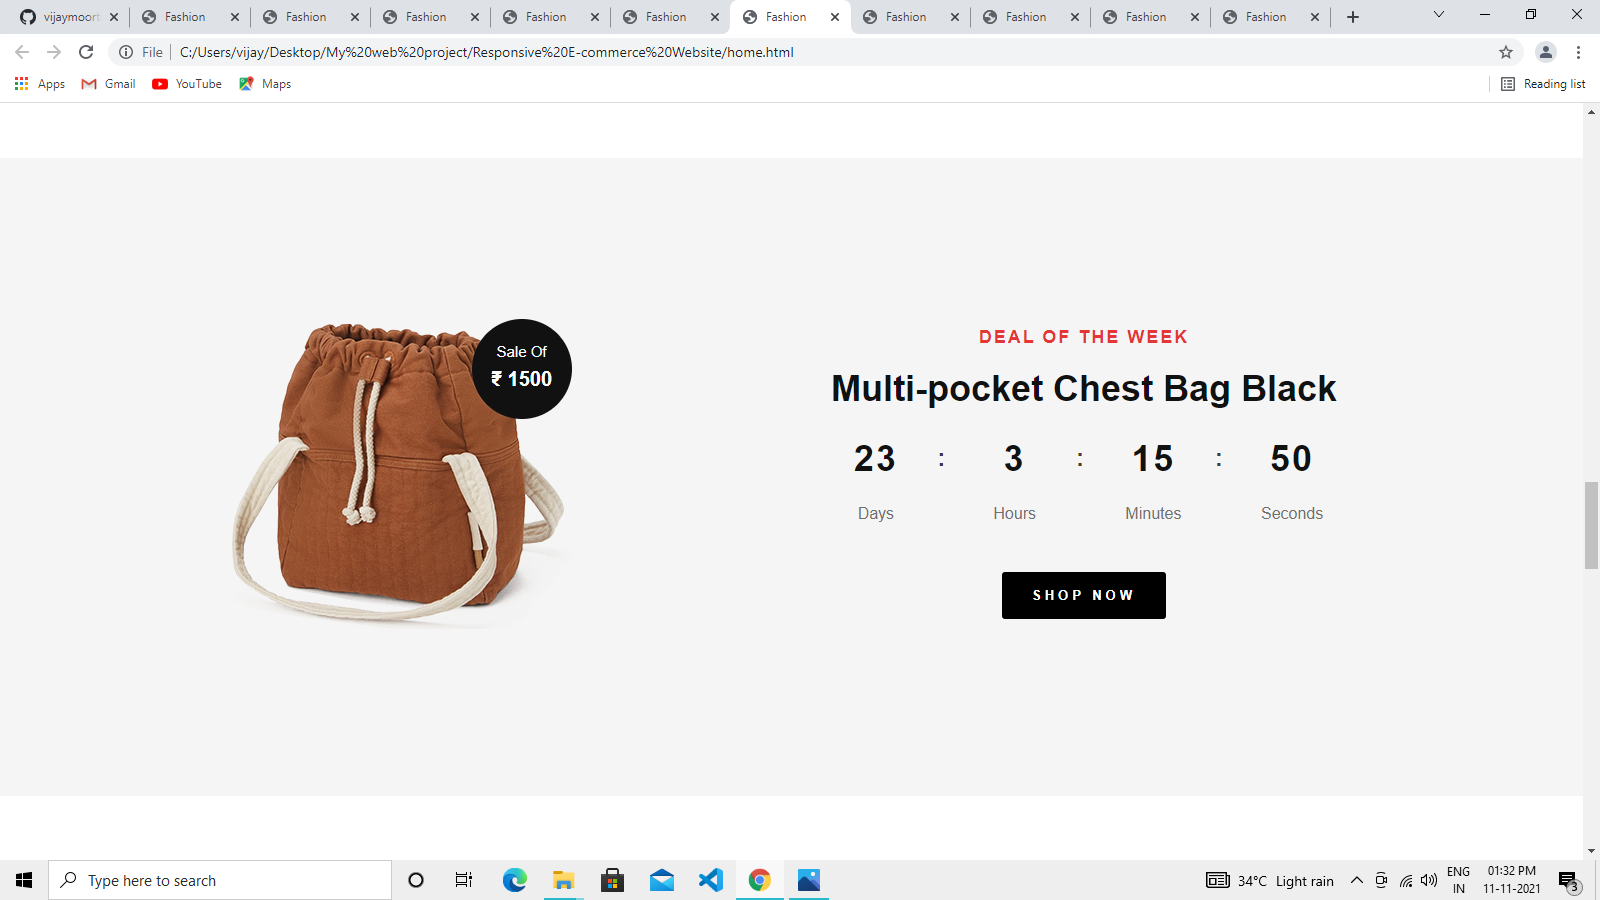 vijaymoort
Fashion
Fashion
Fashion
Fashion
Fashion
Fashion
Fashion
Fashion
Fashion
Fashion
File
C:/Users/vijay/Desktop/My%20web%20project/Responsive%20E-commerce%20Website/home.html
Apps
Gmail
YouTube
Maps
Reading list
Sale Of
₹ 1500
DEAL OF THE WEEK
Multi-pocket Chest Bag Black
23 : 3 : 15 : 50
Days Hours Minutes Seconds
SHOP NOW
Type here to search
34°C Light rain
ENG
IN
01:32 PM
11-11-2021
3